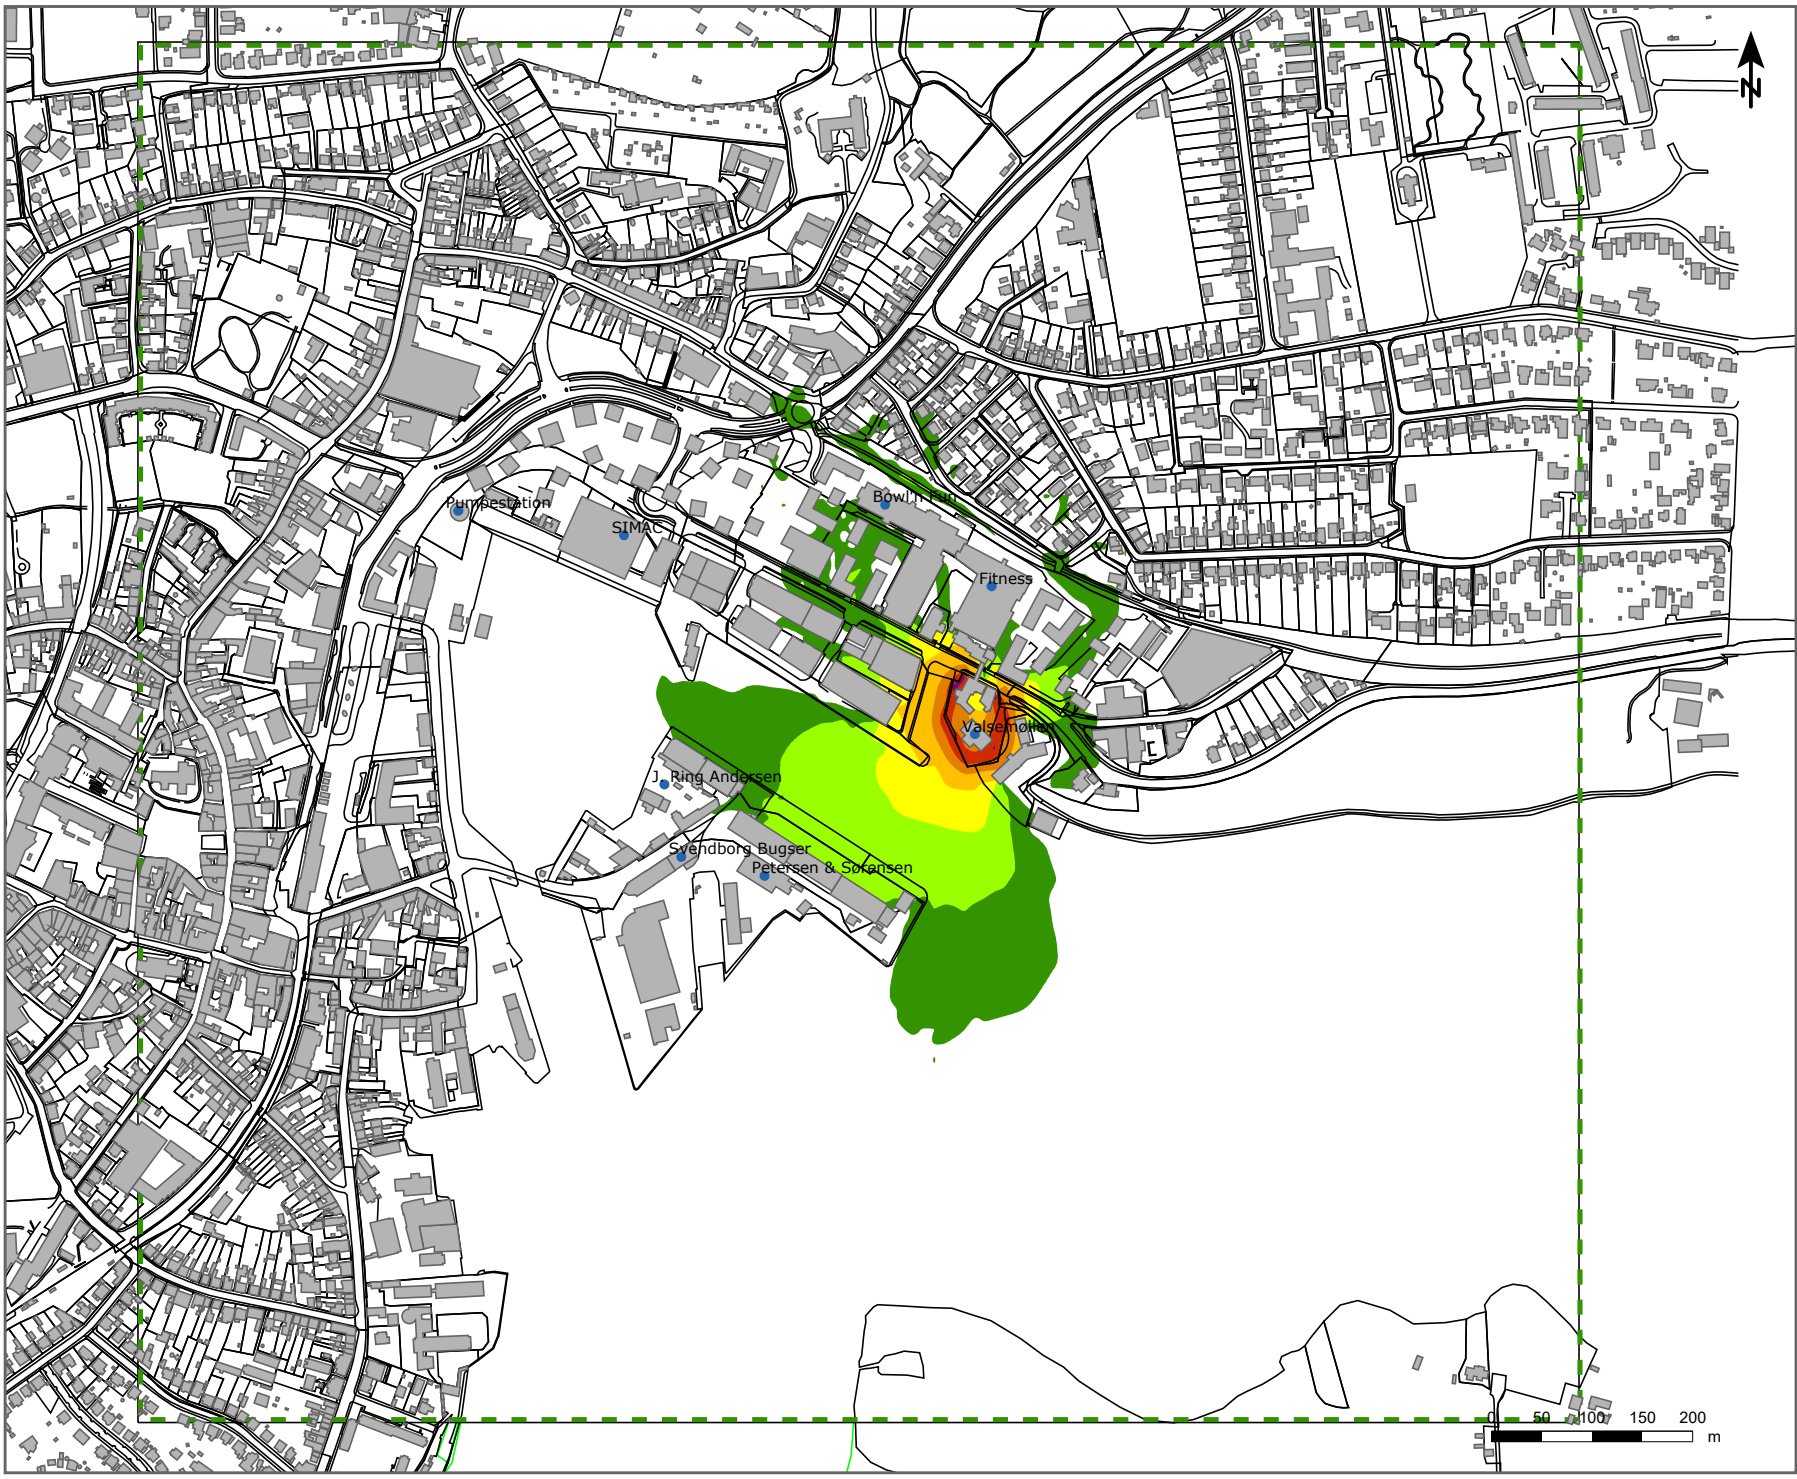 N
Pumpestation
Bowl'n Fun
SIMAC
Fitness
Valsemøllen
J. Ring Andersen
Svendborg Bugser
Petersen & Sørensen
0 50 100 150 200
m